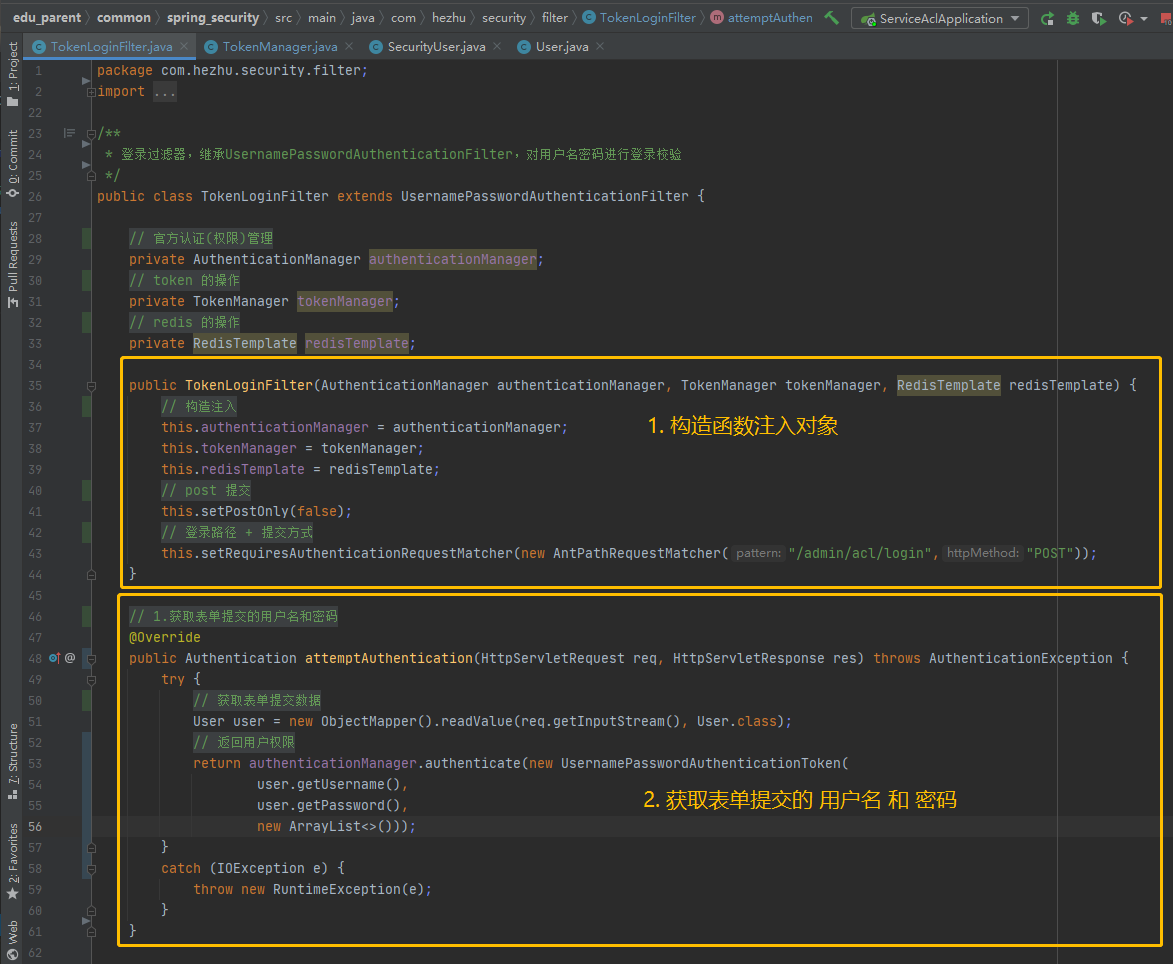 edu_parent common spring_security src main java com hezhu security filter TokenLoginFilter attemptAuthen ServiceAclApplication
TokenLoginFilter.java TokenManager.java SecurityUser.java User.java
1: Project
0: Commit
Pull Requests
7: Structure
2: Favorites
Web
1 package com.hezhu.security.filter;
2 import ...
22
23 /**
24 * 登录过滤器，继承UsernamePasswordAuthenticationFilter，对用户名密码进行登录校验
25 */
26 public class TokenLoginFilter extends UsernamePasswordAuthenticationFilter {
27
28 // 官方认证(权限)管理
29 private AuthenticationManager authenticationManager;
30 // token 的操作
31 private TokenManager tokenManager;
32 // redis 的操作
33 private RedisTemplate redisTemplate;
34
35 public TokenLoginFilter(AuthenticationManager authenticationManager, TokenManager tokenManager, RedisTemplate redisTemplate) {
36 // 构造注入
37 this.authenticationManager = authenticationManager;
1. 构造函数注入对象
38 this.tokenManager = tokenManager;
39 this.redisTemplate = redisTemplate;
40 // post 提交
41 this.setPostOnly(false);
42 // 登录路径 + 提交方式
43 this.setRequiresAuthenticationRequestMatcher(new AntPathRequestMatcher( pattern: "/admin/acl/login", httpMethod: "POST"));
44 }
45
46 // 1.获取表单提交的用户名和密码
47 @Override
48 @ public Authentication attemptAuthentication(HttpServletRequest req, HttpServletResponse res) throws AuthenticationException {
49 try {
50 // 获取表单提交数据
51 User user = new ObjectMapper().readValue(req.getInputStream(), User.class);
52 // 返回用户权限
53 return authenticationManager.authenticate(new UsernamePasswordAuthenticationToken(
54 user.getUsername(),
55 user.getPassword(),
2. 获取表单提交的 用户名 和 密码
56 new ArrayList<>()));
57 }
58 catch (IOException e) {
59 throw new RuntimeException(e);
60 }
61 }
62